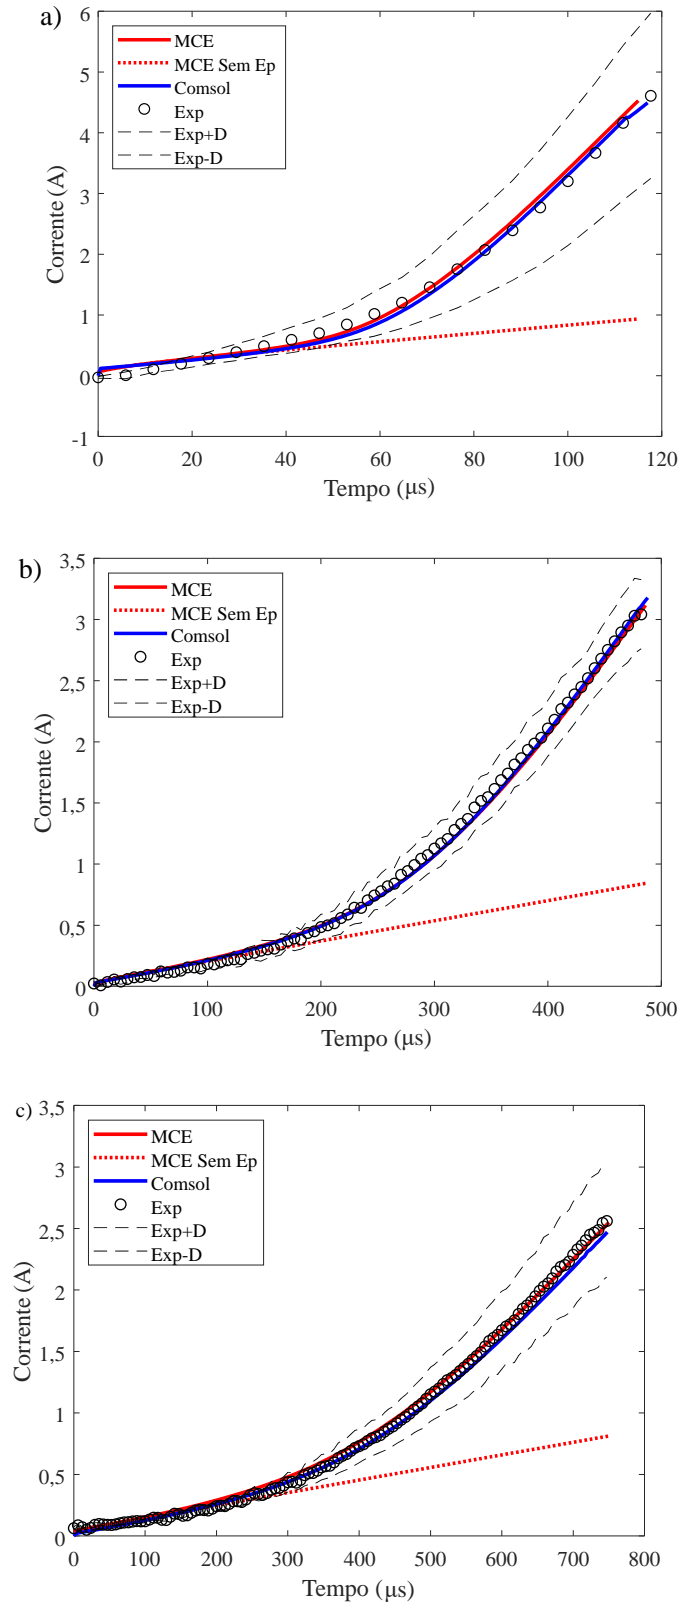 a)
6
5
4
3
2
1
0
-1
Corrente (A)
MCE
MCE Sem Ep
Comsol
Exp
Exp+D
Exp-D
0 20 40 60 80 100 120
Tempo (μs)
b)
3,5
3
2,5
2
1,5
1
0,5
0
Corrente (A)
MCE
MCE Sem Ep
Comsol
Exp
Exp+D
Exp-D
0 100 200 300 400 500
Tempo (μs)
c)
3,5
3
2,5
2
1,5
1
0,5
0
Corrente (A)
MCE
MCE Sem Ep
Comsol
Exp
Exp+D
Exp-D
0 100 200 300 400 500 600 700 800
Tempo (μs)